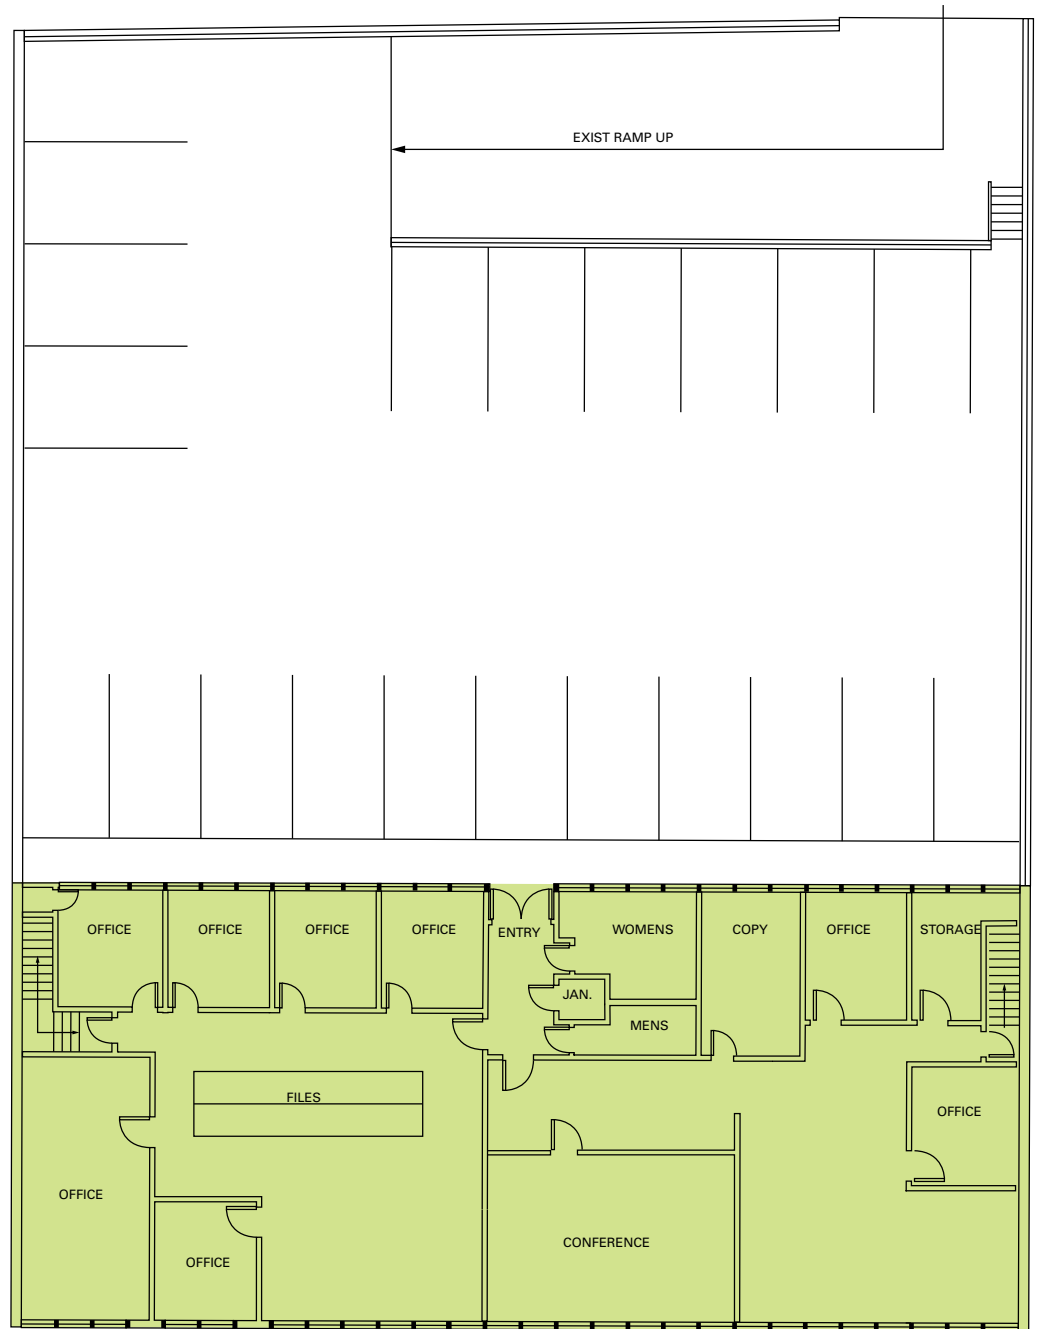 EXIST RAMP UP
OFFICE
OFFICE
OFFICE
OFFICE
ENTRY
WOMENS
COPY
OFFICE
STORAGE
JAN.
MENS
FILES
OFFICE
OFFICE
CONFERENCE
OFFICE